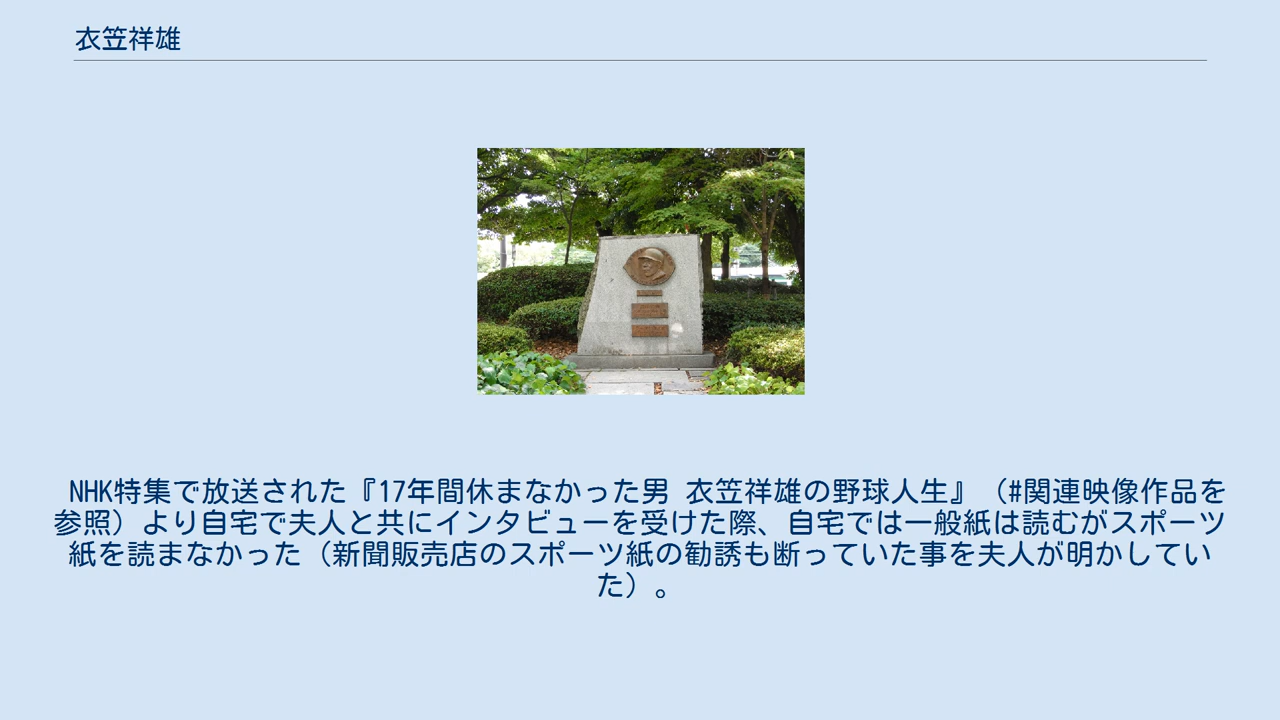 衣笠祥雄
NHK特集で放送された『17年間休まなかった男 衣笠祥雄の野球人生』（#関連映像作品を
参照）より自宅で夫人と共にインタビューを受けた際、自宅では一般紙は読むがスポーツ
紙を読まなかった（新聞販売店のスポーツ紙の勧誘も断っていた事を夫人が明かしてい
た）。